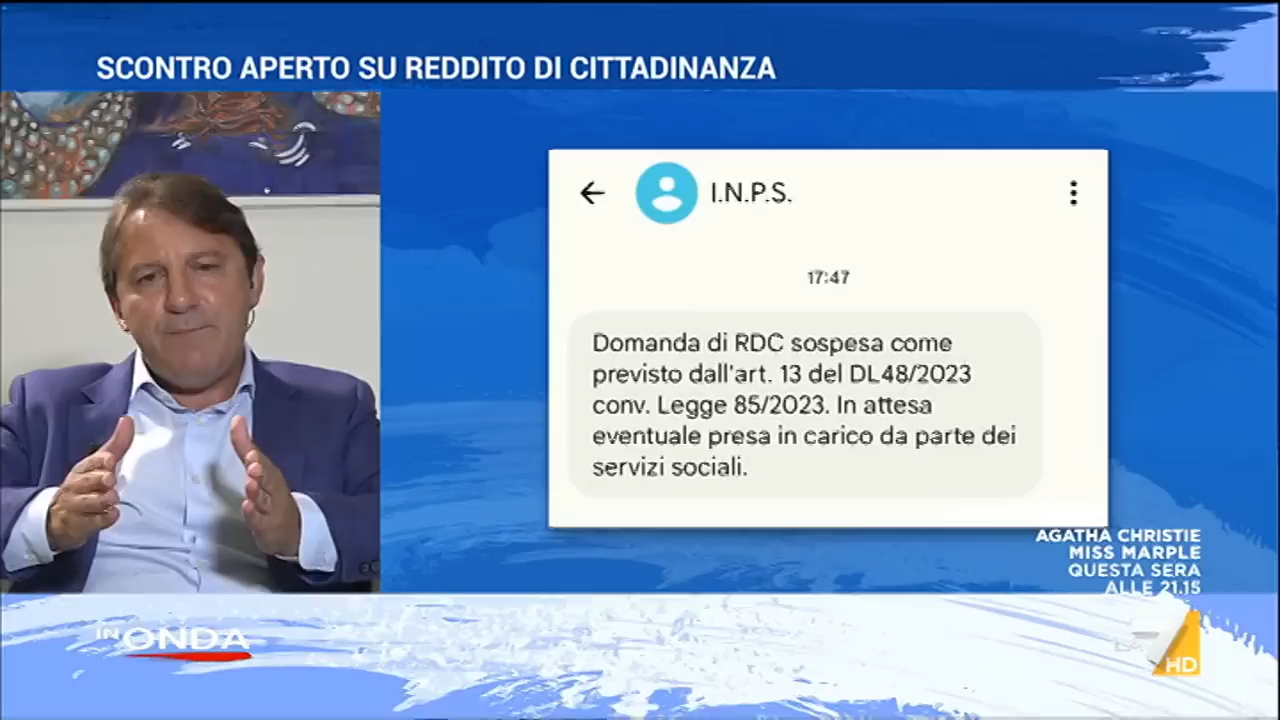 SCONTRO APERTO SU REDDITO DI CITTADINANZA
I.N.P.S.
17:47
Domanda di RDC sospesa come
previsto dall'art. 13 del DL48/2023
conv. Legge 85/2023. In attesa
eventuale presa in carico da parte dei
servizi sociali.
AGATHA CHRISTIE
MISS MARPLE
QUESTA SERA
ALLE 21.15
IN ONDA
LA 7
HD